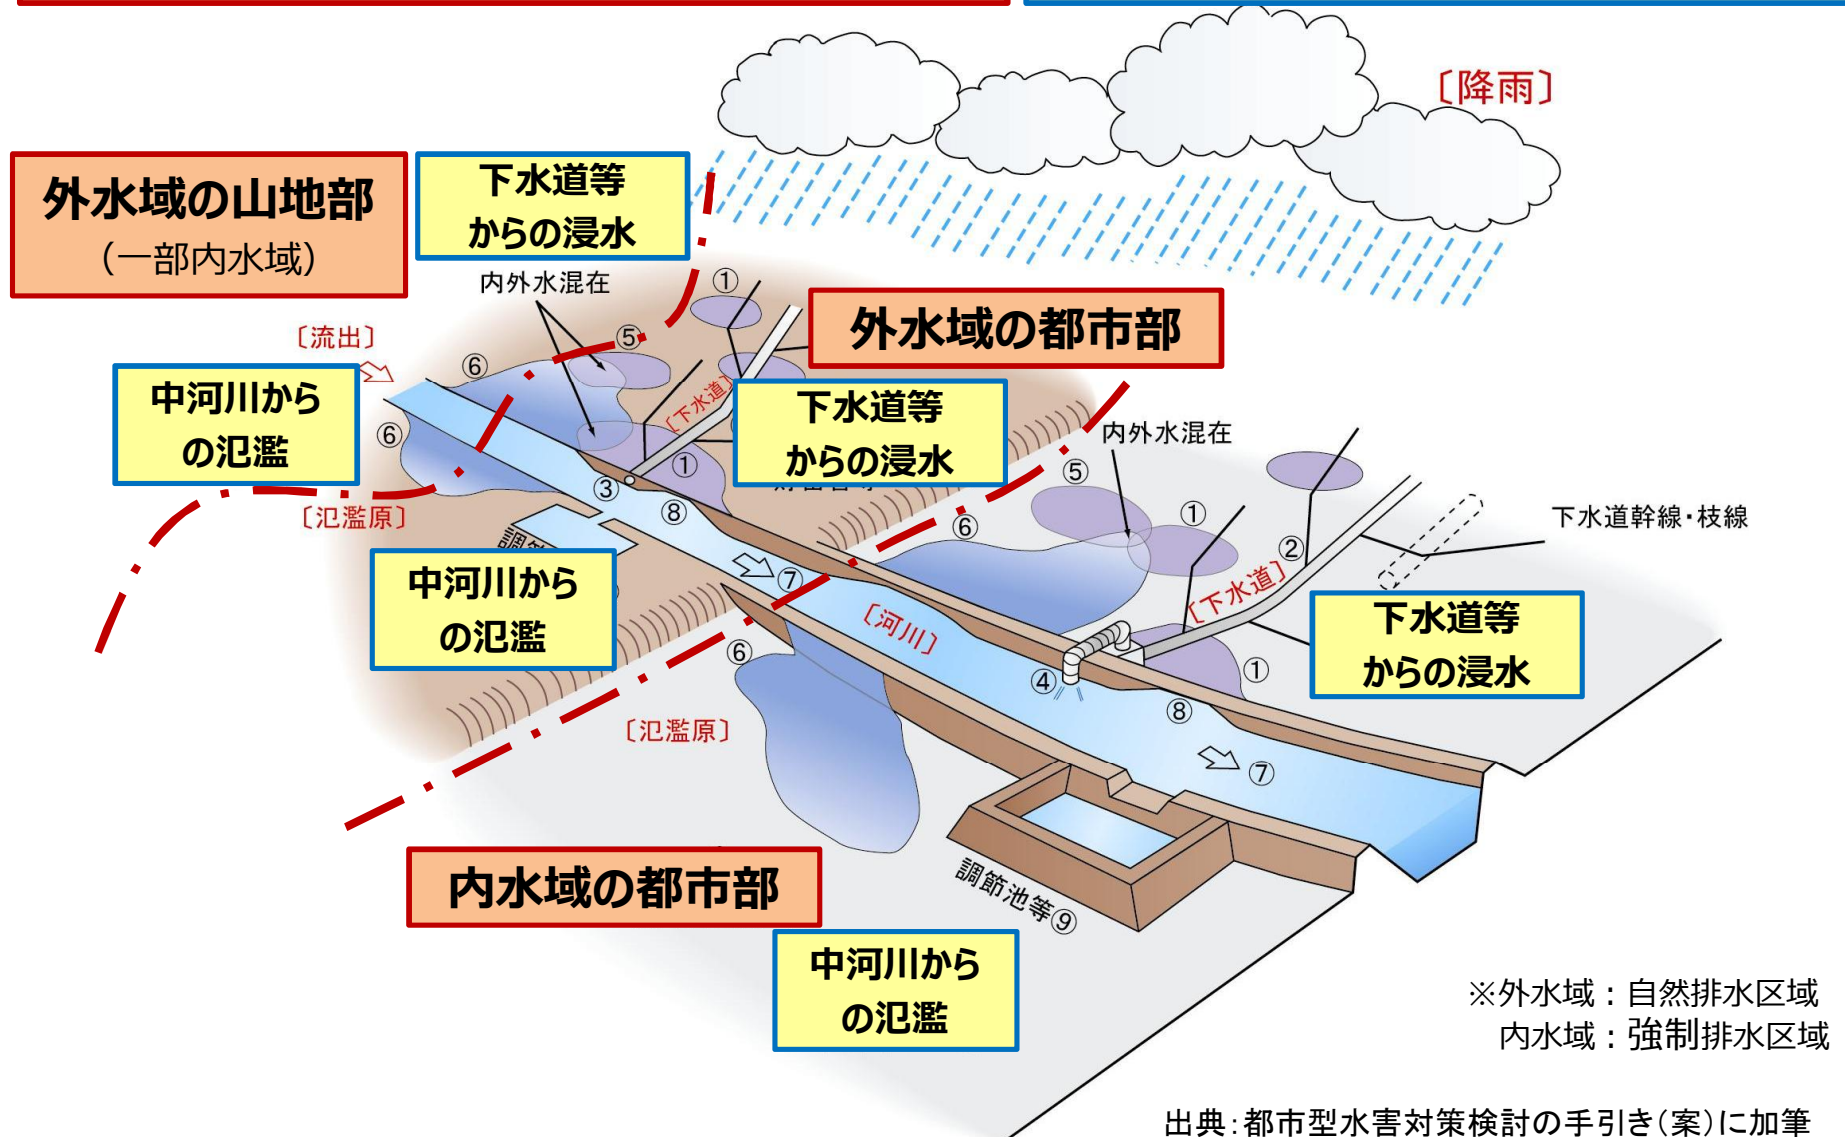 〔降雨〕
外水域の山地部
（一部内水域）
下水道等
からの浸水
内外水混在
①
外水域の都市部
〔流出〕
⑤
⑥
中河川から
の氾濫
〔下水道〕
下水道等
からの浸水
⑥
内外水混在
①
③
⑤
〔氾濫原〕
⑧
①
⑥
下水道幹線・枝線
②
調節
中河川から
の氾濫
⑦
〔下水道〕
〔河川〕
下水道等
からの浸水
⑥
④
①
⑧
〔氾濫原〕
⑦
内水域の都市部
調節池等⑨
中河川から
の氾濫
※外水域：自然排水区域
内水域：強制排水区域
出典：都市型水害対策検討の手引き（案）に加筆